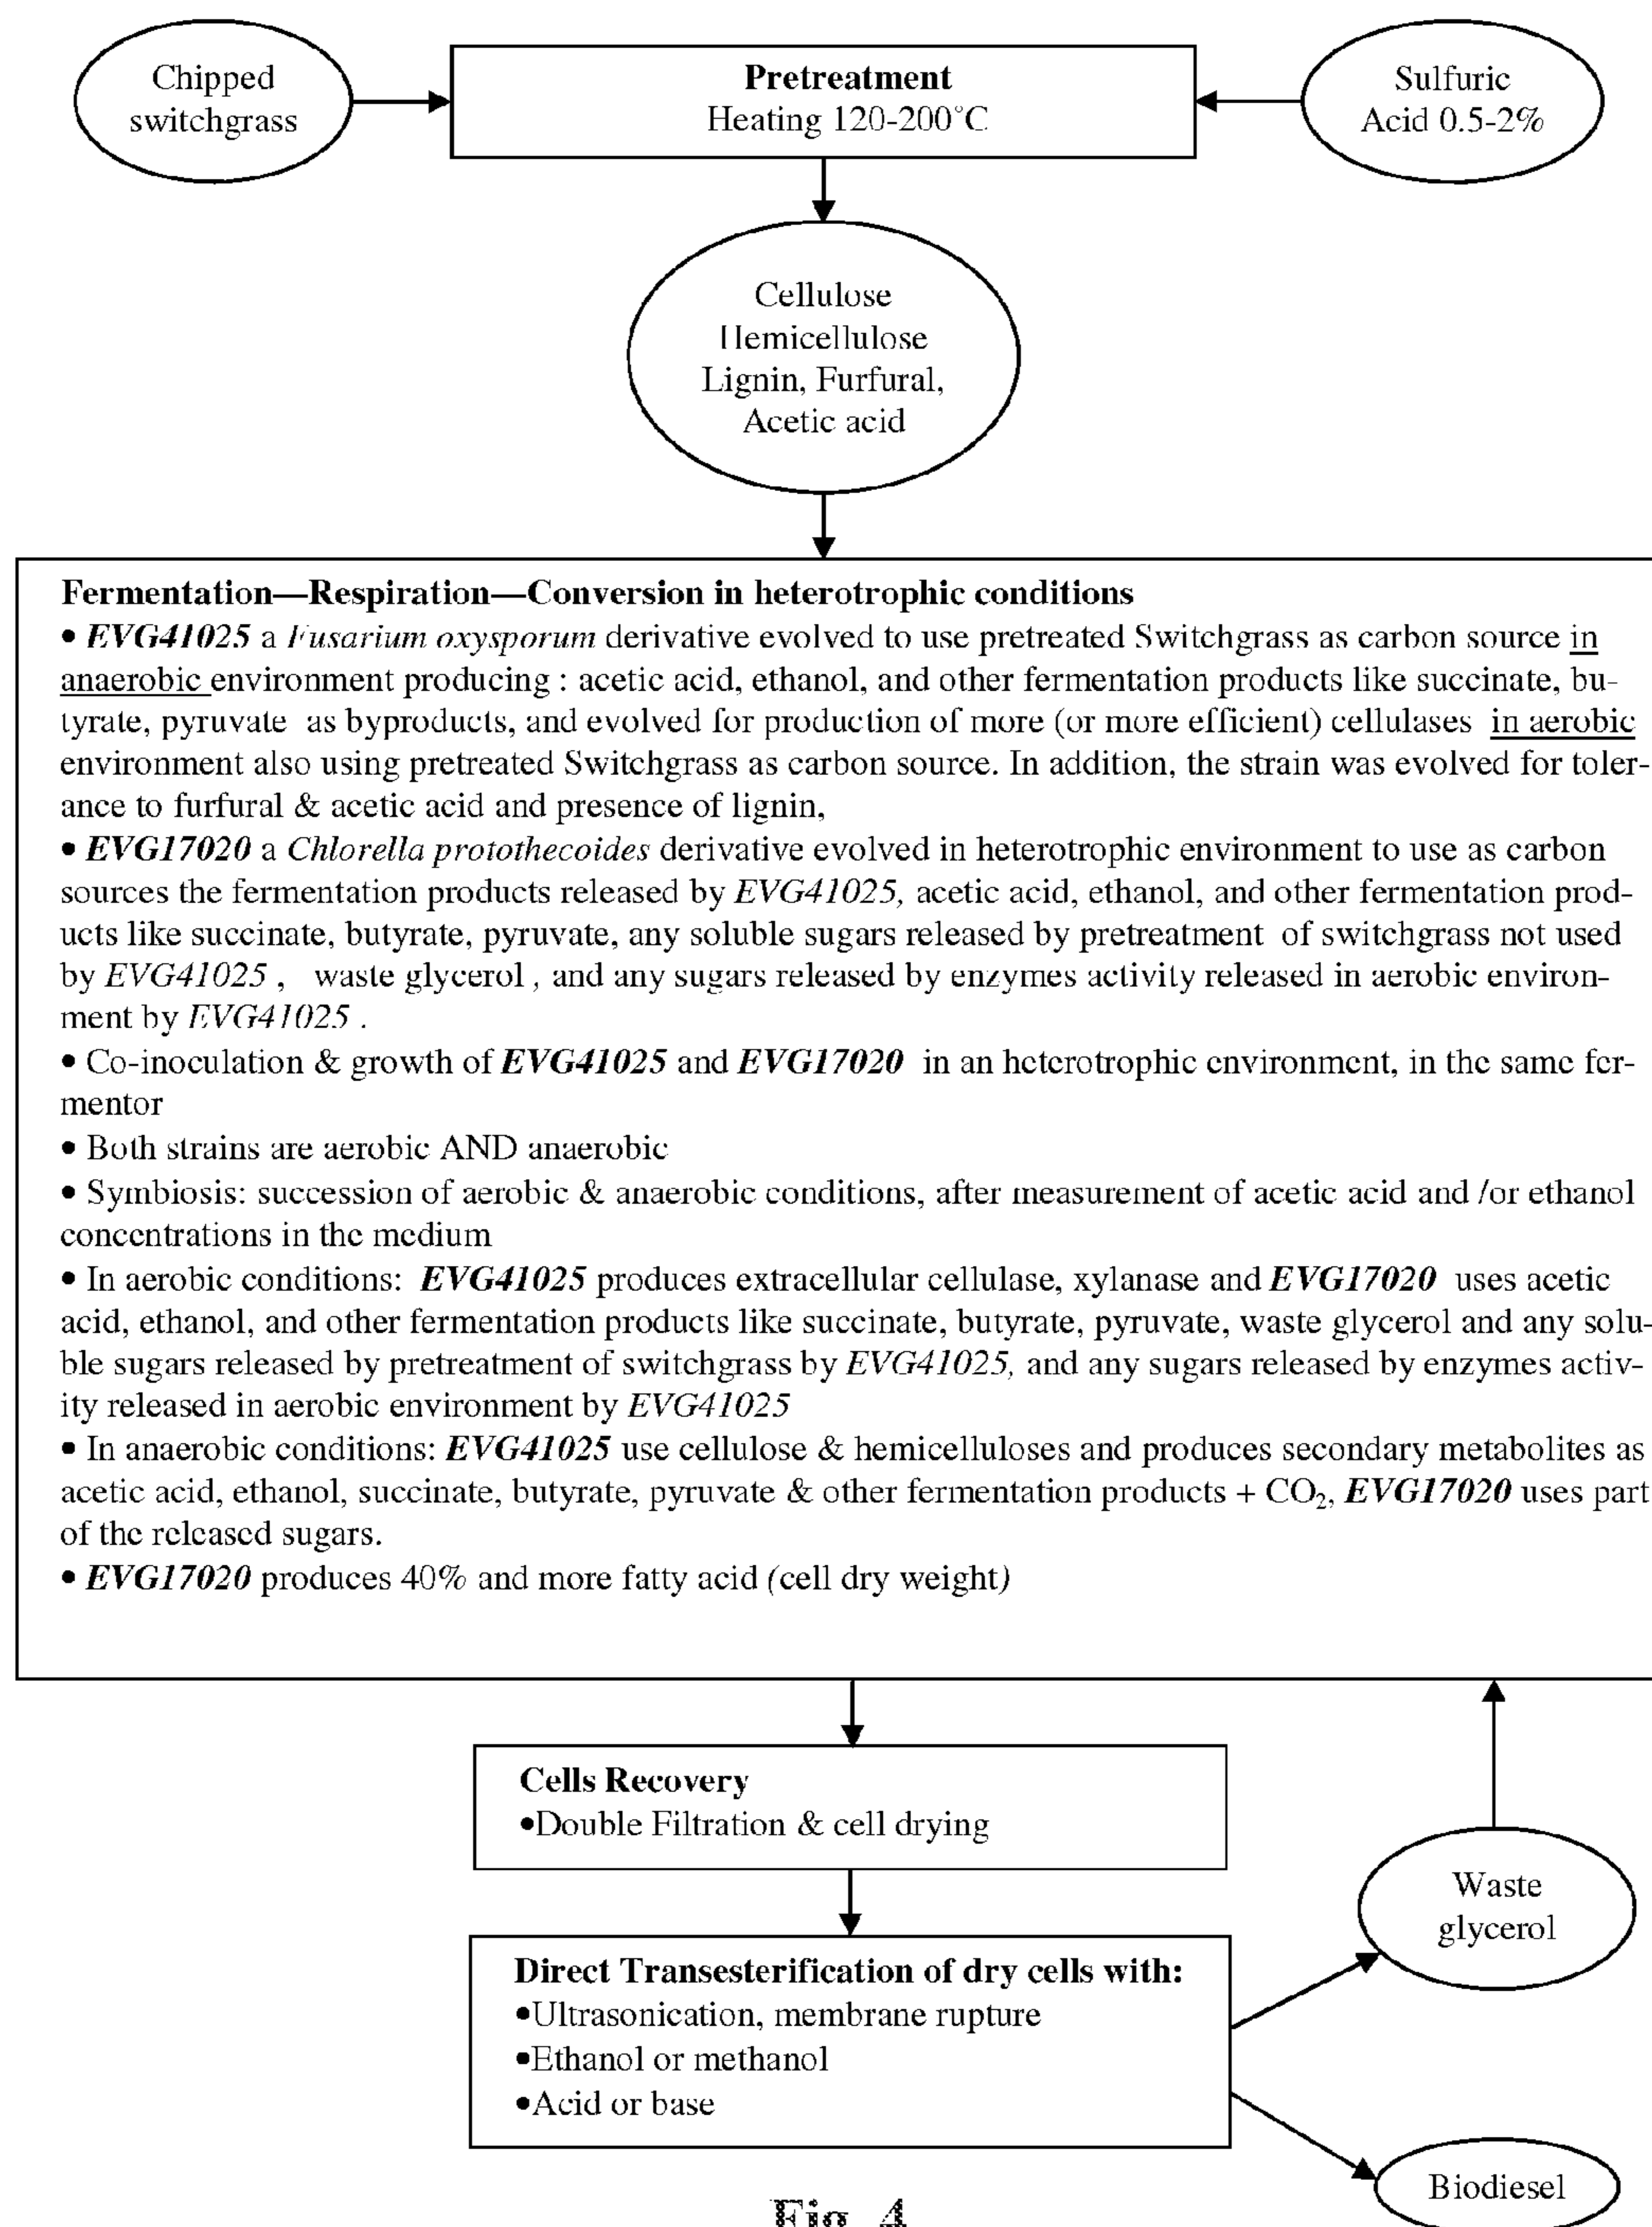 Chipped
switchgrass
Pretreatment
Heating 120-200°C
Sulfuric
Acid 0.5-2%
Cellulose
Hemicellulose
Lignin, Furfural,
Acetic acid
Fermentation—Respiration—Conversion in heterotrophic conditions
• EVG41025 a Fusarium oxysporum derivative evolved to use pretreated Switchgrass as carbon source in
anaerobic environment producing : acetic acid, ethanol, and other fermentation products like succinate, bu-
tyrate, pyruvate as byproducts, and evolved for production of more (or more efficient) cellulases in aerobic
environment also using pretreated Switchgrass as carbon source. In addition, the strain was evolved for toler-
ance to furfural & acetic acid and presence of lignin,
• EVG17020 a Chlorella protothecoides derivative evolved in heterotrophic environment to use as carbon
sources the fermentation products released by EVG41025, acetic acid, ethanol, and other fermentation prod-
ucts like succinate, butyrate, pyruvate, any soluble sugars released by pretreatment of switchgrass not used
by EVG41025 , waste glycerol , and any sugars released by enzymes activity released in aerobic environ-
ment by EVG41025 .
• Co-inoculation & growth of EVG41025 and EVG17020 in an heterotrophic environment, in the same fer-
mentor
• Both strains are aerobic AND anaerobic
• Symbiosis: succession of aerobic & anaerobic conditions, after measurement of acetic acid and /or ethanol
concentrations in the medium
• In aerobic conditions: EVG41025 produces extracellular cellulase, xylanase and EVG17020 uses acetic
acid, ethanol, and other fermentation products like succinate, butyrate, pyruvate, waste glycerol and any solu-
ble sugars released by pretreatment of switchgrass by EVG41025, and any sugars released by enzymes activ-
ity released in aerobic environment by EVG41025
• In anaerobic conditions: EVG41025 use cellulose & hemicelluloses and produces secondary metabolites as
acetic acid, ethanol, succinate, butyrate, pyruvate & other fermentation products + CO₂, EVG17020 uses part
of the released sugars.
• EVG17020 produces 40% and more fatty acid (cell dry weight)
Cells Recovery
•Double Filtration & cell drying
Waste
glycerol
Direct Transesterification of dry cells with:
•Ultrasonication, membrane rupture
•Ethanol or methanol
•Acid or base
Biodiesel
Fig. 4